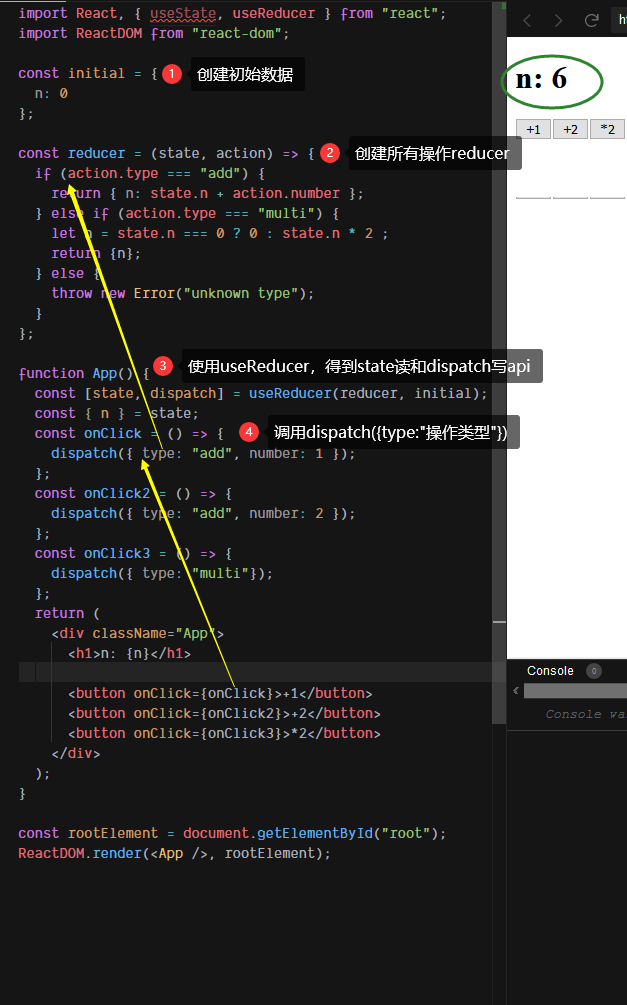 import React, { useState, useReducer } from "react";
import ReactDOM from "react-dom";
const initial = {
1 创建初始数据
n: 0
};
const reducer = (state, action) => {
2 创建所有操作reducer
if (action.type === "add") {
return { n: state.n + action.number };
} else if (action.type === "multi") {
let n = state.n === 0 ? 0 : state.n * 2 ;
return {n};
} else {
throw new Error("unknown type");
}
};
function App() {
3 使用useReducer，得到state读和dispatch写api
const [state, dispatch] = useReducer(reducer, initial);
const { n } = state;
const onClick = () => {
4 调用dispatch({type:"操作类型"})
dispatch({ type: "add", number: 1 });
};
const onClick2 = () => {
dispatch({ type: "add", number: 2 });
};
const onClick3 = () => {
dispatch({ type: "multi"});
};
return (
<div className="App">
<h1>n: {n}</h1>
<button onClick={onClick}>+1</button>
<button onClick={onClick2}>+2</button>
<button onClick={onClick3}>*2</button>
</div>
);
}
const rootElement = document.getElementById("root");
ReactDOM.render(<App />, rootElement);
n: 6
+1 +2 *2
Console 0
Console